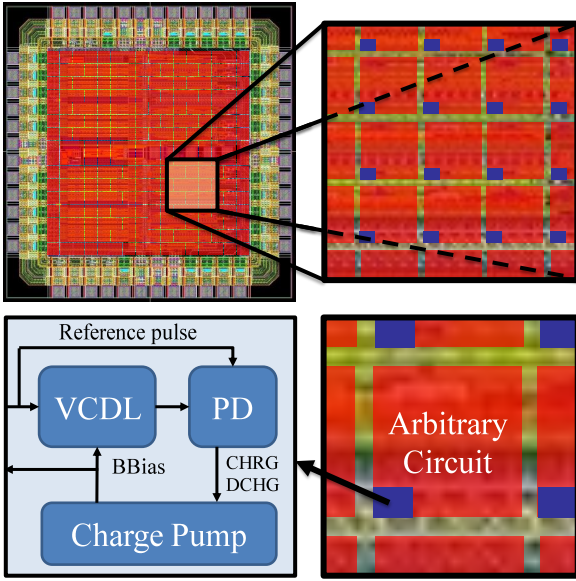 Reference pulse
VCDL
PD
BBias
CHRG
DCHG
Charge Pump
Arbitrary
Circuit